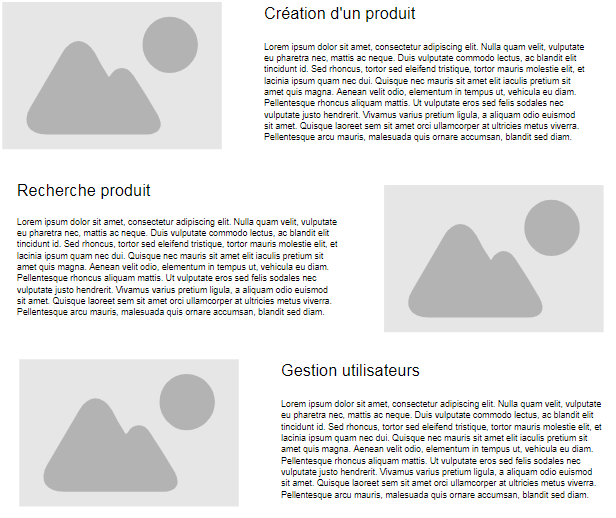 Création d'un produit
Lorem ipsum dolor sit amet, consectetur adipiscing elit. Nulla quam velit, vulputate
eu pharetra nec, mattis ac neque. Duis vulputate commodo lectus, ac blandit elit
tincidunt id. Sed rhoncus, tortor sed eleifend tristique, tortor mauris molestie elit, et
lacinia ipsum quam nec dui. Quisque nec mauris sit amet elit iaculis pretium sit
amet quis magna. Aenean velit odio, elementum in tempus ut, vehicula eu diam.
Pellentesque rhoncus aliquam mattis. Ut vulputate eros sed felis sodales nec
vulputate justo hendrerit. Vivamus varius pretium ligula, a aliquam odio euismod
sit amet. Quisque laoreet sem sit amet orci ullamcorper at ultricies metus viverra.
Pellentesque arcu mauris, malesuada quis ornare accumsan, blandit sed diam.
Recherche produit
Lorem ipsum dolor sit amet, consectetur adipiscing elit. Nulla quam velit, vulputate
eu pharetra nec, mattis ac neque. Duis vulputate commodo lectus, ac blandit elit
tincidunt id. Sed rhoncus, tortor sed eleifend tristique, tortor mauris molestie elit, et
lacinia ipsum quam nec dui. Quisque nec mauris sit amet elit iaculis pretium sit
amet quis magna. Aenean velit odio, elementum in tempus ut, vehicula eu diam.
Pellentesque rhoncus aliquam mattis. Ut vulputate eros sed felis sodales nec
vulputate justo hendrerit. Vivamus varius pretium ligula, a aliquam odio euismod
sit amet. Quisque laoreet sem sit amet orci ullamcorper at ultricies metus viverra.
Pellentesque arcu mauris, malesuada quis ornare accumsan, blandit sed diam.
Gestion utilisateurs
Lorem ipsum dolor sit amet, consectetur adipiscing elit. Nulla quam velit, vulputate
eu pharetra nec, mattis ac neque. Duis vulputate commodo lectus, ac blandit elit
tincidunt id. Sed rhoncus, tortor sed eleifend tristique, tortor mauris molestie elit, et
lacinia ipsum quam nec dui. Quisque nec mauris sit amet elit iaculis pretium sit
amet quis magna. Aenean velit odio, elementum in tempus ut, vehicula eu diam.
Pellentesque rhoncus aliquam mattis. Ut vulputate eros sed felis sodales nec
vulputate justo hendrerit. Vivamus varius pretium ligula, a aliquam odio euismod
sit amet. Quisque laoreet sem sit amet orci ullamcorper at ultricies metus viverra.
Pellentesque arcu mauris, malesuada quis ornare accumsan, blandit sed diam.